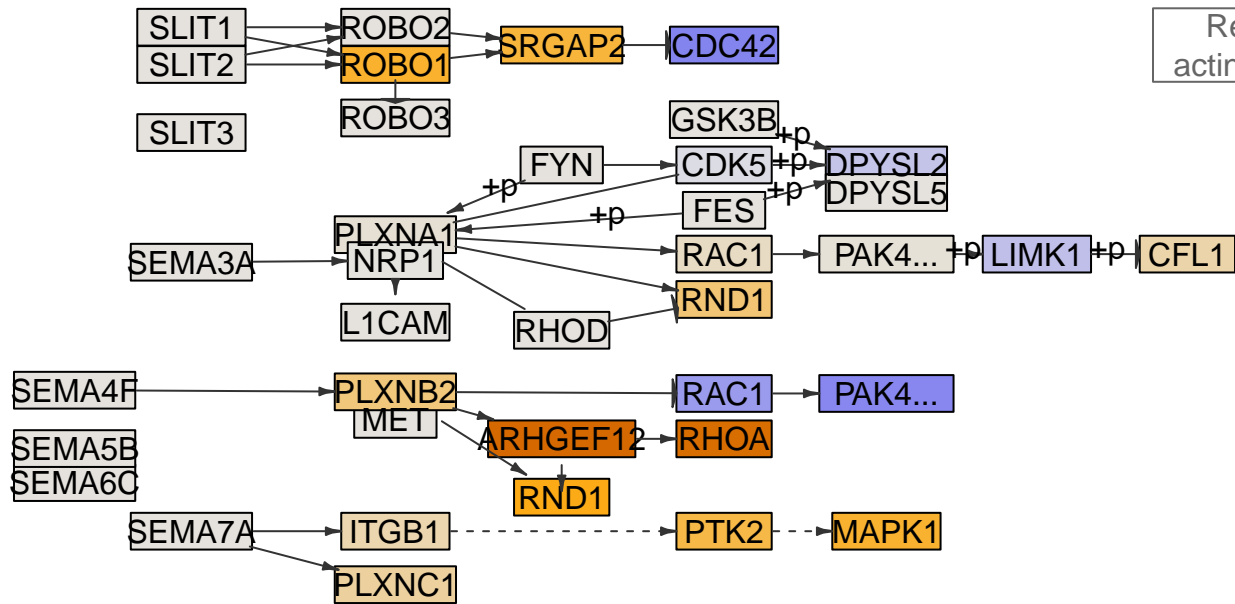 SLIT1
ROBO2
SRGAP2
CDC42
Re
SLIT2
ROBO1
actin
SLIT3
ROBO3
GSK3B
+p
FYN
CDK5
+p
DPYSL2
+p
FES
+p
DPYSL5
PLXNA1
+p
SEMA3A
NRP1
RAC1
PAK4...
+p
LIMK1
+p
CFL1
RND1
L1CAM
RHOD
SEMA4F
PLXNB2
RAC1
PAK4...
MET
SEMA5B
ARHGEF12
RHOA
SEMA6C
RND1
SEMA7A
ITGB1
PTK2
MAPK1
PLXNC1